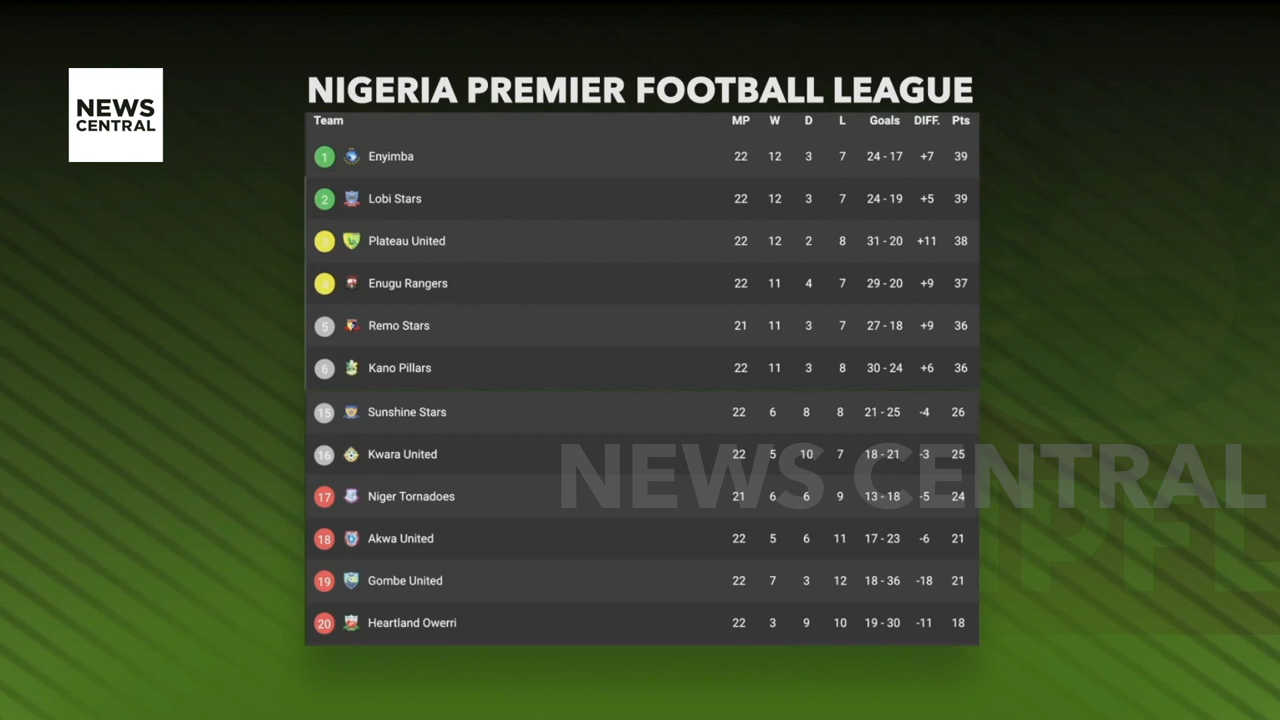 NEWS
CENTRAL
NIGERIA PREMIER FOOTBALL LEAGUE
Team MP W D L Goals DIFF. Pts
1 Enyimba 22 12 3 7 24 - 17 +7 39
2 Lobi Stars 22 12 3 7 24 - 19 +5 39
Plateau United 22 12 2 8 31 - 20 +11 38
Enugu Rangers 22 11 4 7 29 - 20 +9 37
5 Remo Stars 21 11 3 7 27 - 18 +9 36
6 Kano Pillars 22 11 3 8 30 - 24 +6 36
15 Sunshine Stars 22 6 8 8 21 - 25 -4 26
16 Kwara United 22 5 10 7 18 - 21 -3 25
17 Niger Tornadoes 21 6 6 9 13 - 18 -5 24
18 Akwa United 22 5 6 11 17 - 23 -6 21
19 Gombe United 22 7 3 12 18 - 36 -18 21
20 Heartland Owerri 22 3 9 10 19 - 30 -11 18
NEWS CENTRAL
NPFL